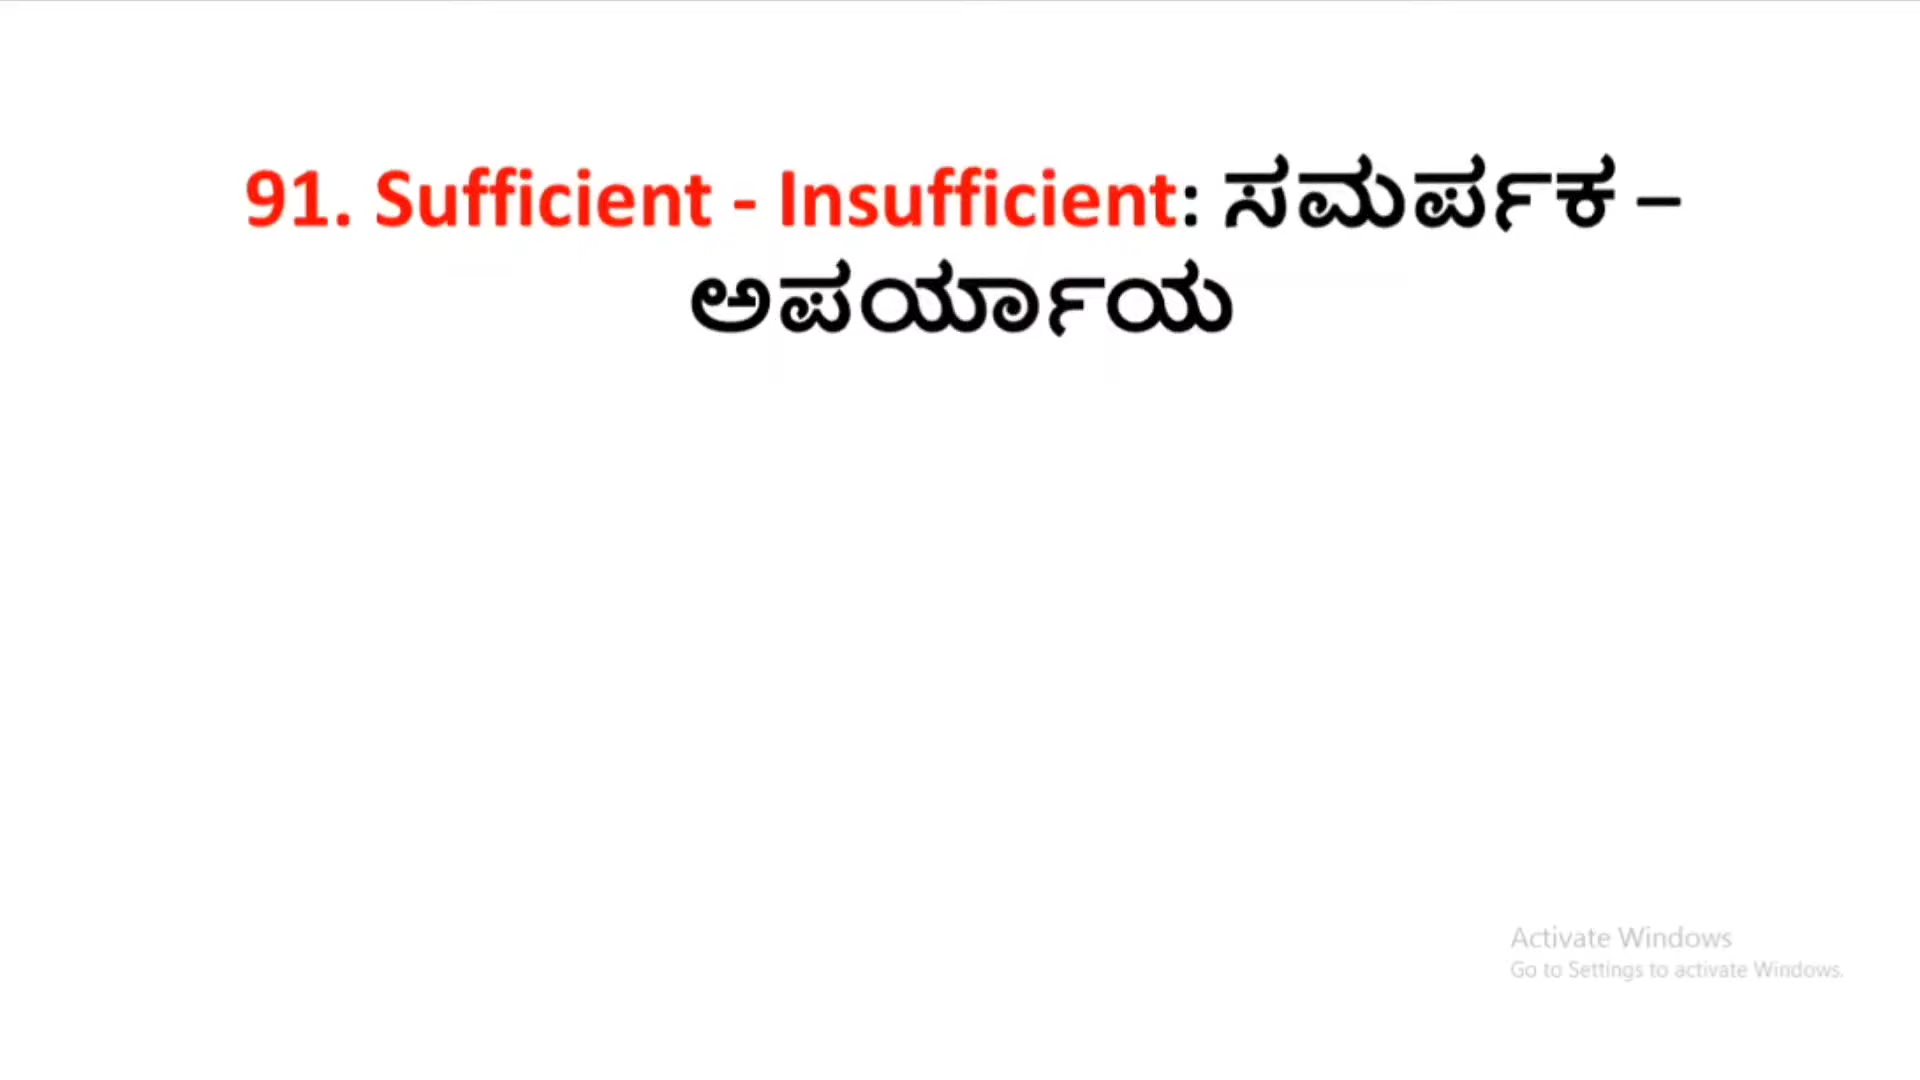 91. Sufficient - Insufficient: ಸಮರ್ಪಕ –
ಅಪರ್ಯಾಯ
Activate Windows
Go to Settings to activate Windows.